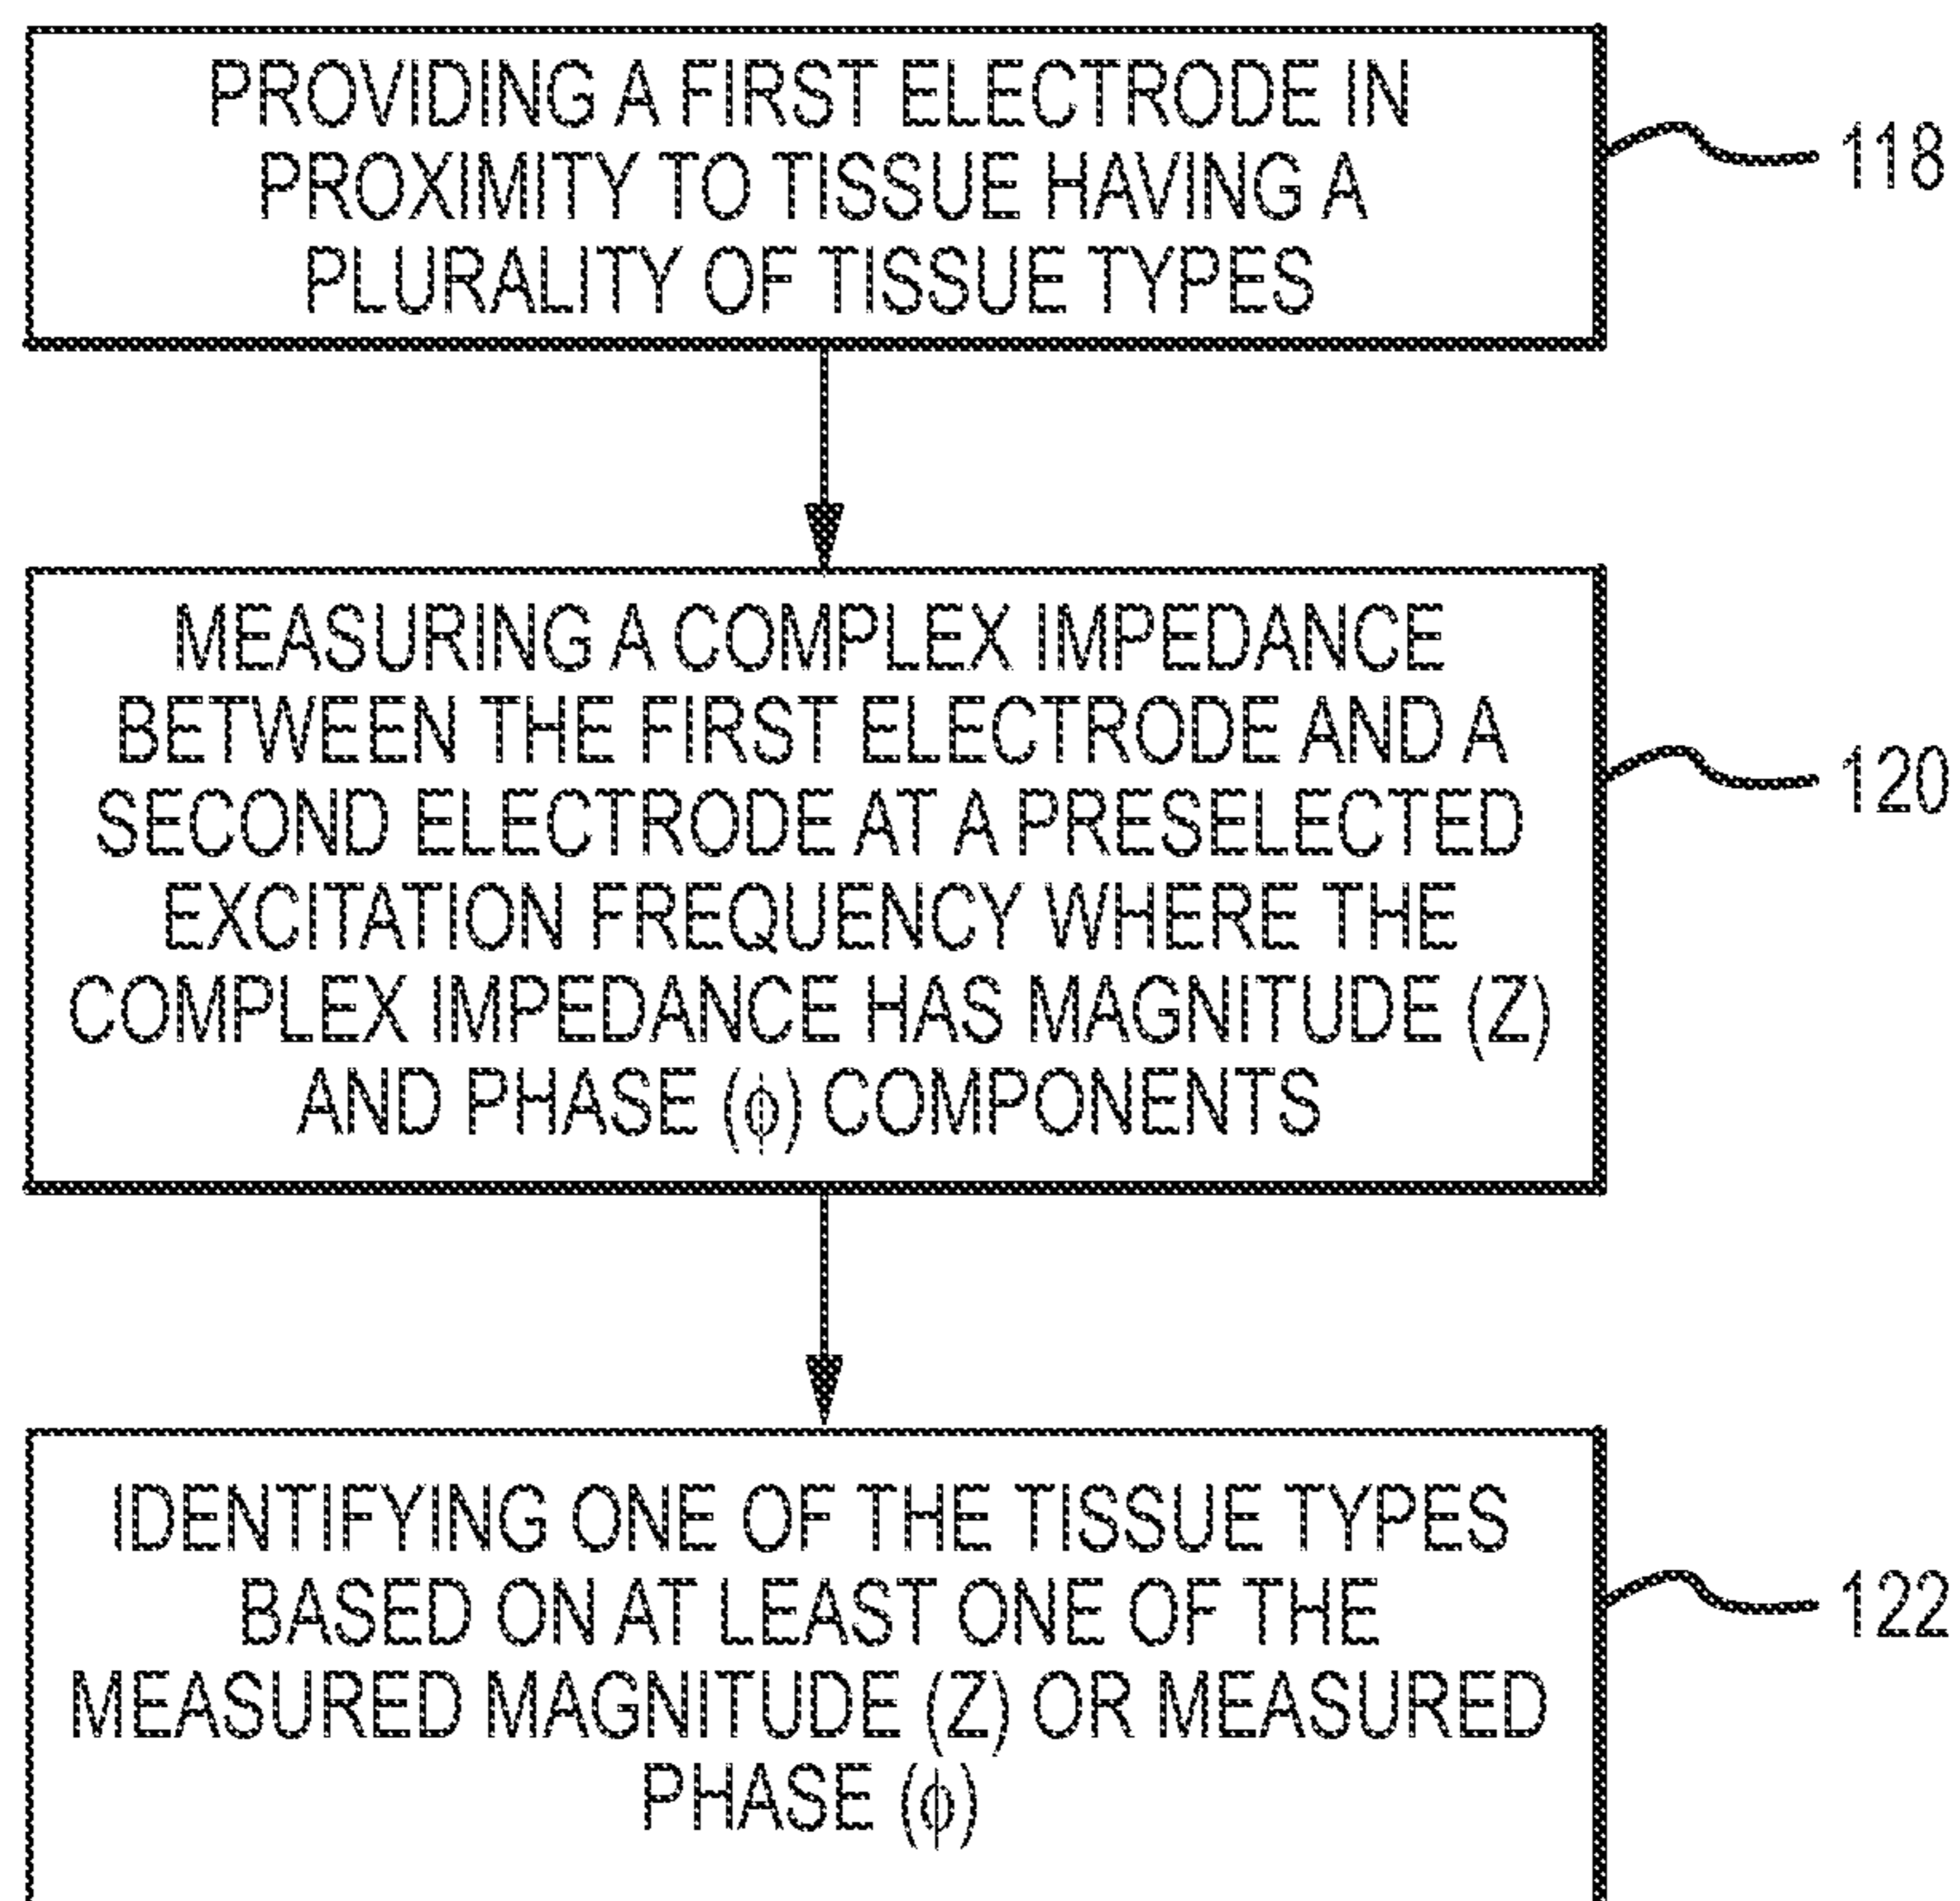 PROVIDING A FIRST ELECTRODE IN
PROXIMITY TO TISSUE HAVING A
PLURALITY OF TISSUE TYPES
118
MEASURING A COMPLEX IMPEDANCE
BETWEEN THE FIRST ELECTRODE AND A
SECOND ELECTRODE AT A PRESELECTED
EXCITATION FREQUENCY WHERE THE
COMPLEX IMPEDANCE HAS MAGNITUDE (Z)
AND PHASE (ϕ) COMPONENTS
120
IDENTIFYING ONE OF THE TISSUE TYPES
BASED ON AT LEAST ONE OF THE
MEASURED MAGNITUDE (Z) OR MEASURED
PHASE (ϕ)
122